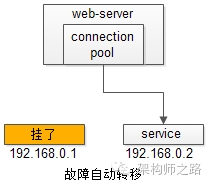 web-server
connection
pool
挂了
service
192.168.0.1
192.168.0.2
故障自动转移
架构师之路